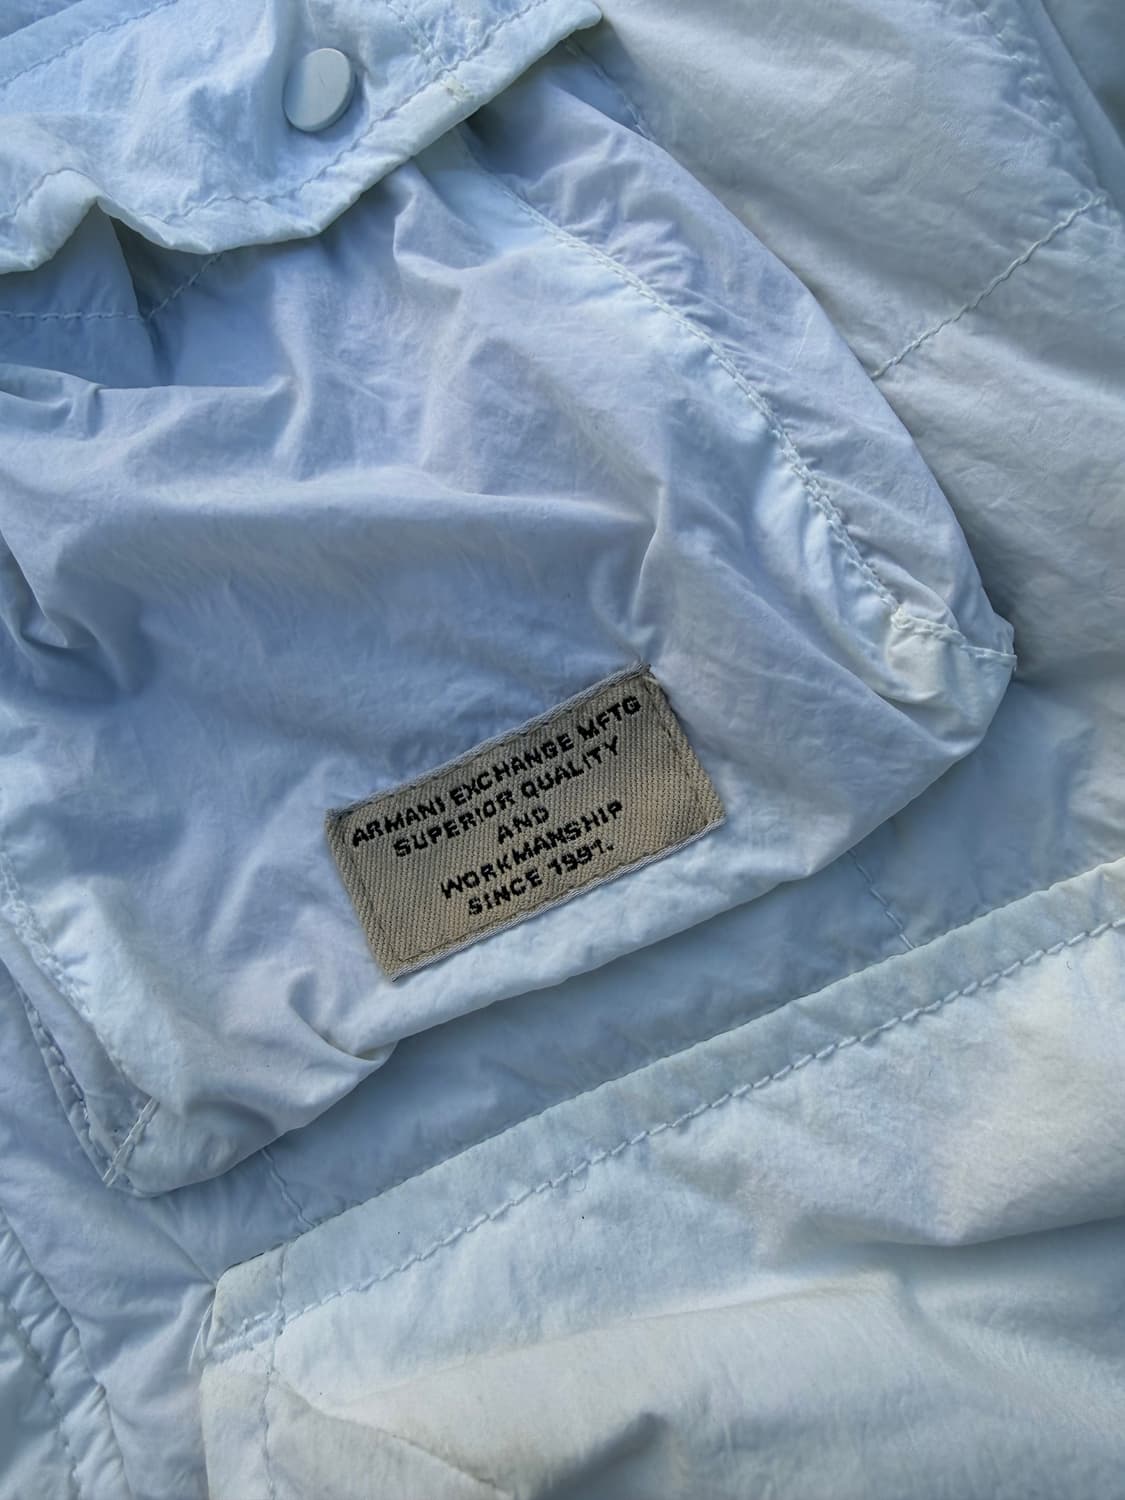 ARMANI EXCHANGE MFTG
SUPERIOR QUALITY
AND
WORKMANSHIP
SINCE 1991.